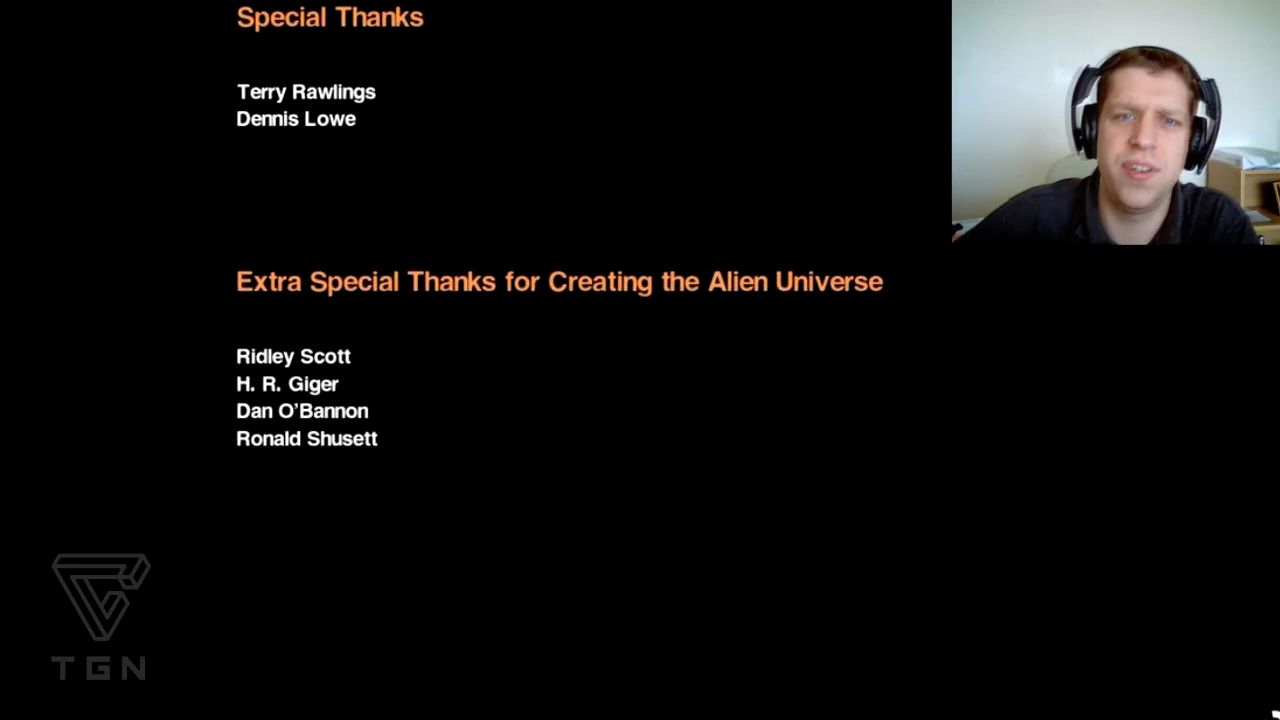 Special Thanks
Terry Rawlings
Dennis Lowe
Extra Special Thanks for Creating the Alien Universe
Ridley Scott
H. R. Giger
Dan O'Bannon
Ronald Shusett
TGN